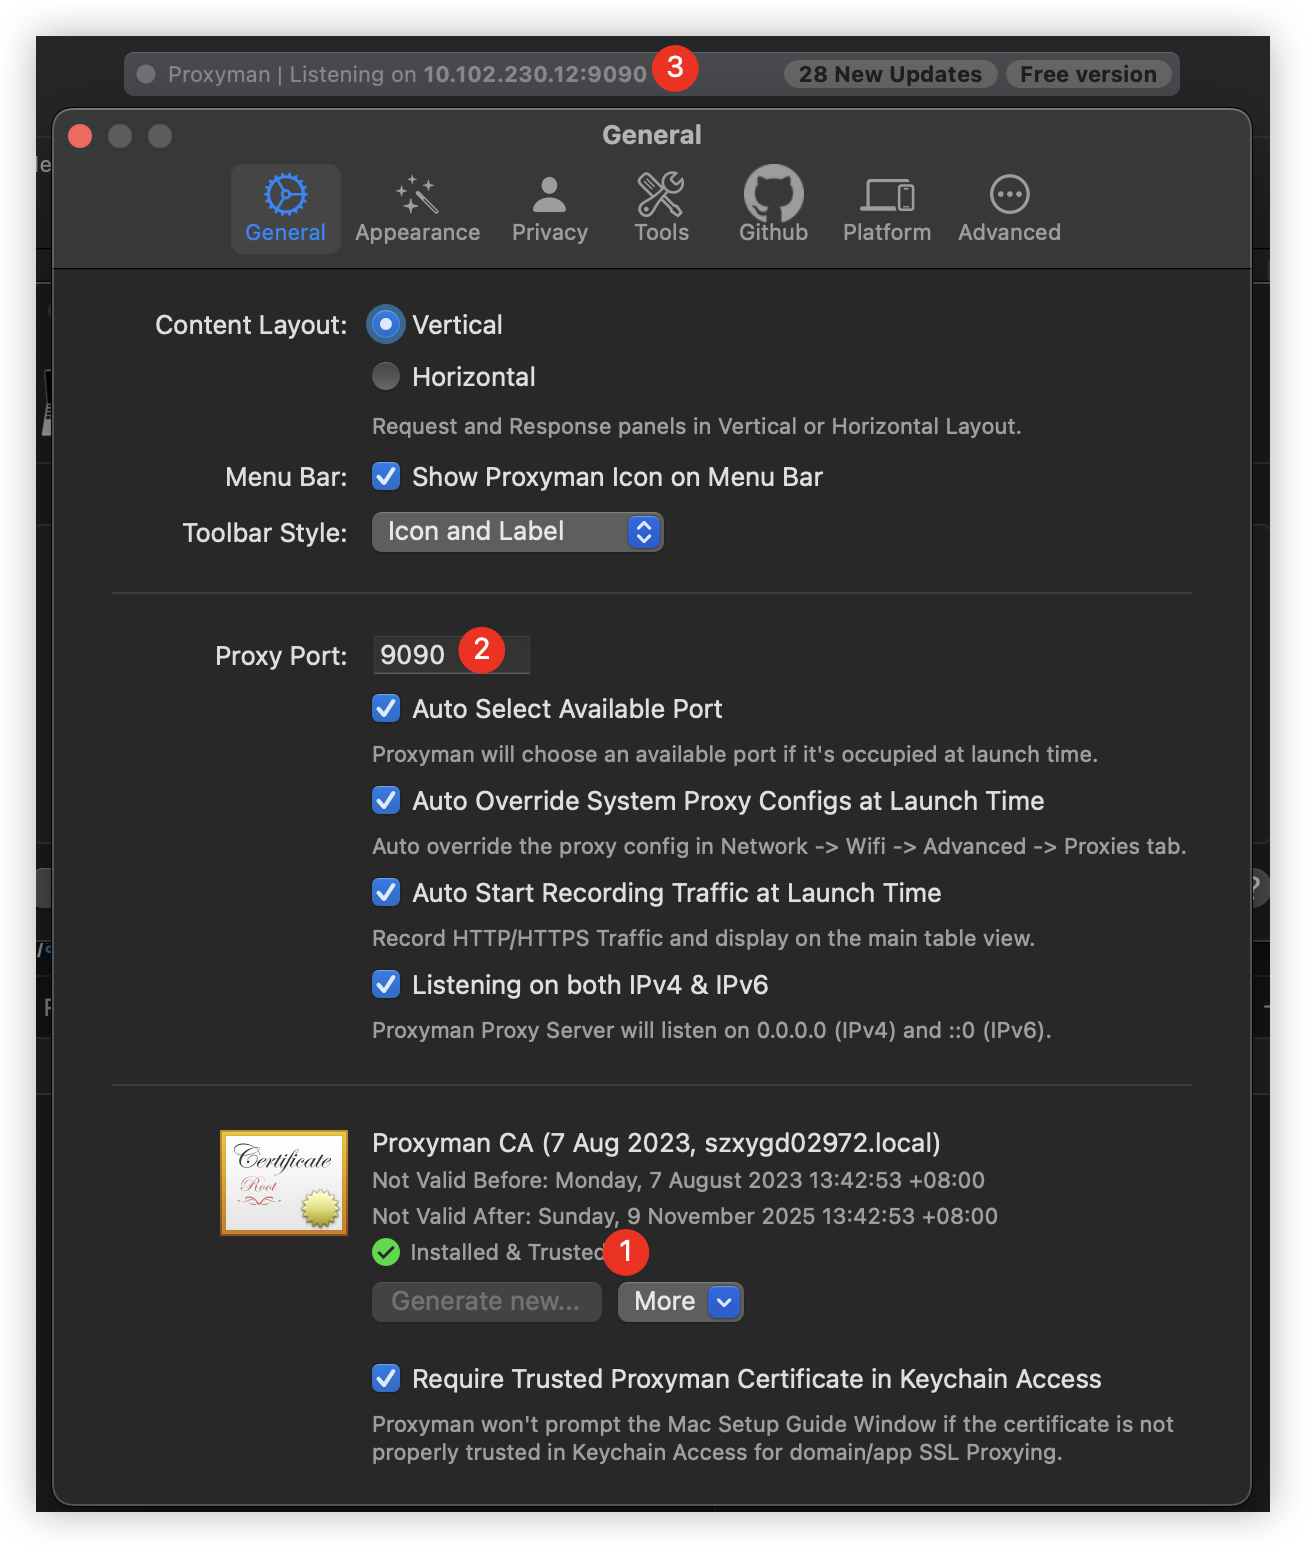 Proxyman | Listening on 10.102.230.12:9090 3 28 New Updates Free version
General
General Appearance Privacy Tools Github Platform Advanced
Content Layout: Vertical
Horizontal
Request and Response panels in Vertical or Horizontal Layout.
Menu Bar: Show Proxyman Icon on Menu Bar
Toolbar Style: Icon and Label
Proxy Port: 9090 2
Auto Select Available Port
Proxyman will choose an available port if it's occupied at launch time.
Auto Override System Proxy Configs at Launch Time
Auto override the proxy config in Network -> Wifi -> Advanced -> Proxies tab.
Auto Start Recording Traffic at Launch Time
Record HTTP/HTTPS Traffic and display on the main table view.
Listening on both IPv4 & IPv6
Proxyman Proxy Server will listen on 0.0.0.0 (IPv4) and ::0 (IPv6).
Certificate
Root
Proxyman CA (7 Aug 2023, szxygd02972.local)
Not Valid Before: Monday, 7 August 2023 13:42:53 +08:00
Not Valid After: Sunday, 9 November 2025 13:42:53 +08:00
Installed & Trusted 1
Generate new... More
Require Trusted Proxyman Certificate in Keychain Access
Proxyman won't prompt the Mac Setup Guide Window if the certificate is not
properly trusted in Keychain Access for domain/app SSL Proxying.